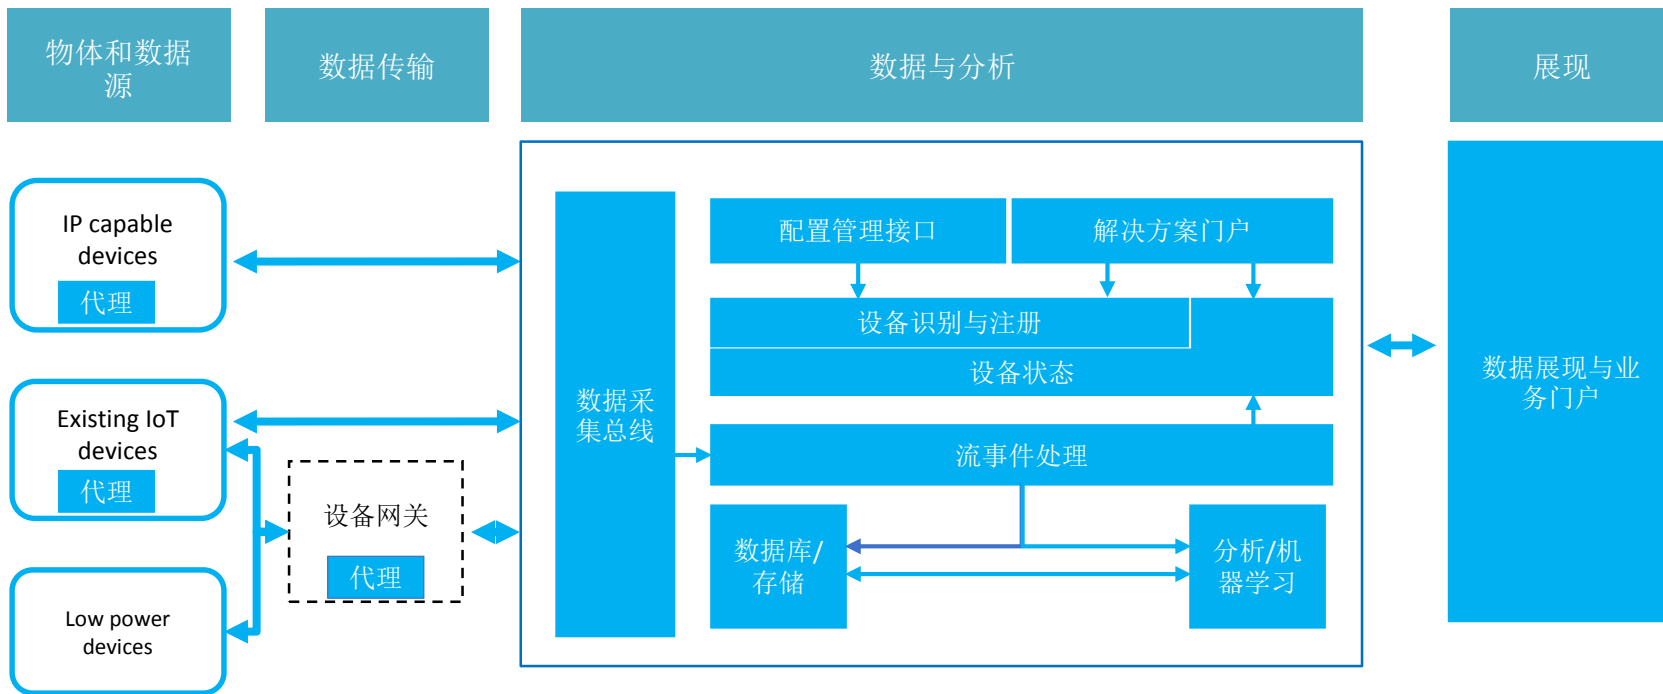 物体和数据
源
数据传输
数据与分析
展现
IP capable
devices
代理
Existing IoT
devices
代理
Low power
devices
设备网关
代理
数据采
集总线
配置管理接口
解决方案门户
设备识别与注册
设备状态
流事件处理
数据库/
存储
分析/机
器学习
数据展现与业
务门户